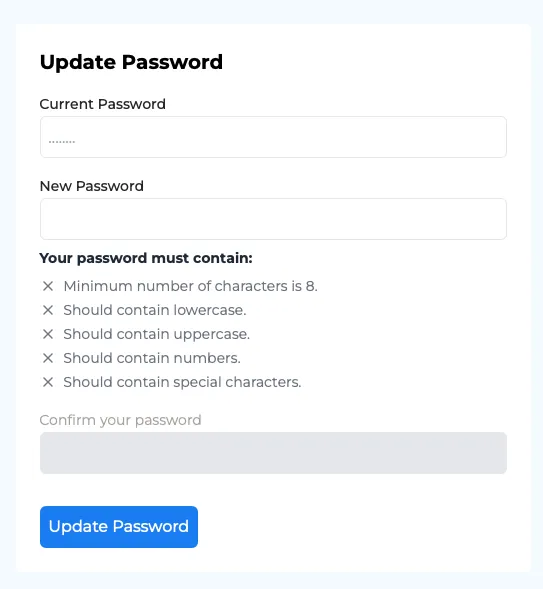 Update Password
Current Password
........
New Password
Your password must contain:
Minimum number of characters is 8.
Should contain lowercase.
Should contain uppercase.
Should contain numbers.
Should contain special characters.
Confirm your password
Update Password